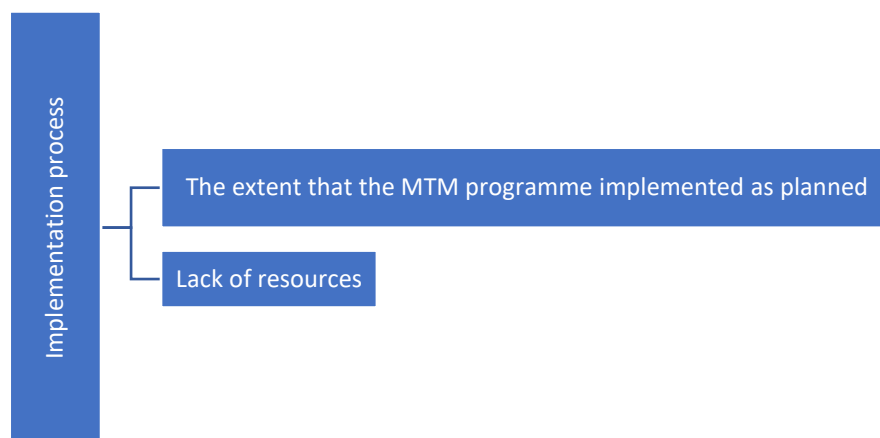 Implementation process
The extent that the MTM programme implemented as planned
Lack of resources